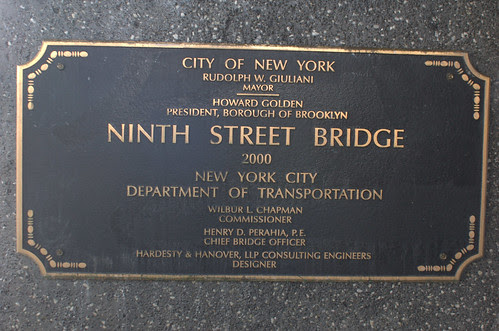 CITY OF NEW YORK
RUDOLPH W. GIULIANI
MAYOR
HOWARD GOLDEN
PRESIDENT, BOROUGH OF BROOKLYN
NINTH STREET BRIDGE
2000
NEW YORK CITY
DEPARTMENT OF TRANSPORTATION
WILBUR L. CHAPMAN
COMMISSIONER
HENRY D. PERAHIA, P.E.
CHIEF BRIDGE OFFICER
HARDESTY & HANOVER, LLP CONSULTING ENGINEERS
DESIGNER